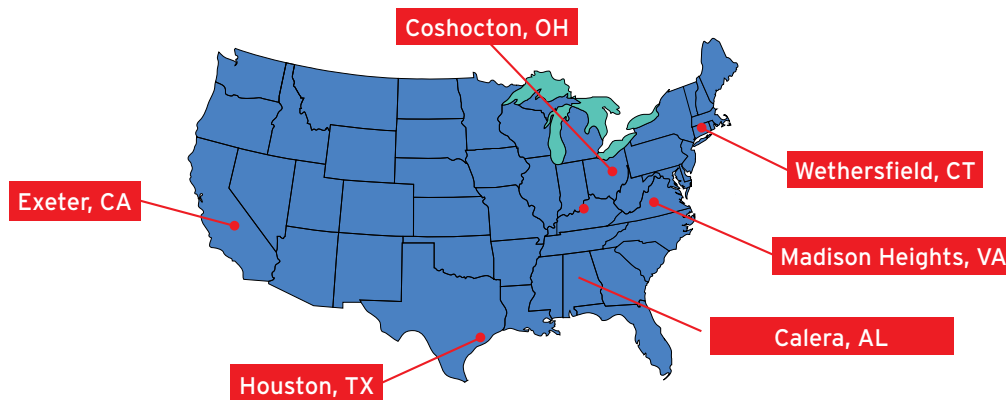 Coshocton, OH
Wethersfield, CT
Exeter, CA
Madison Heights, VA
Calera, AL
Houston, TX